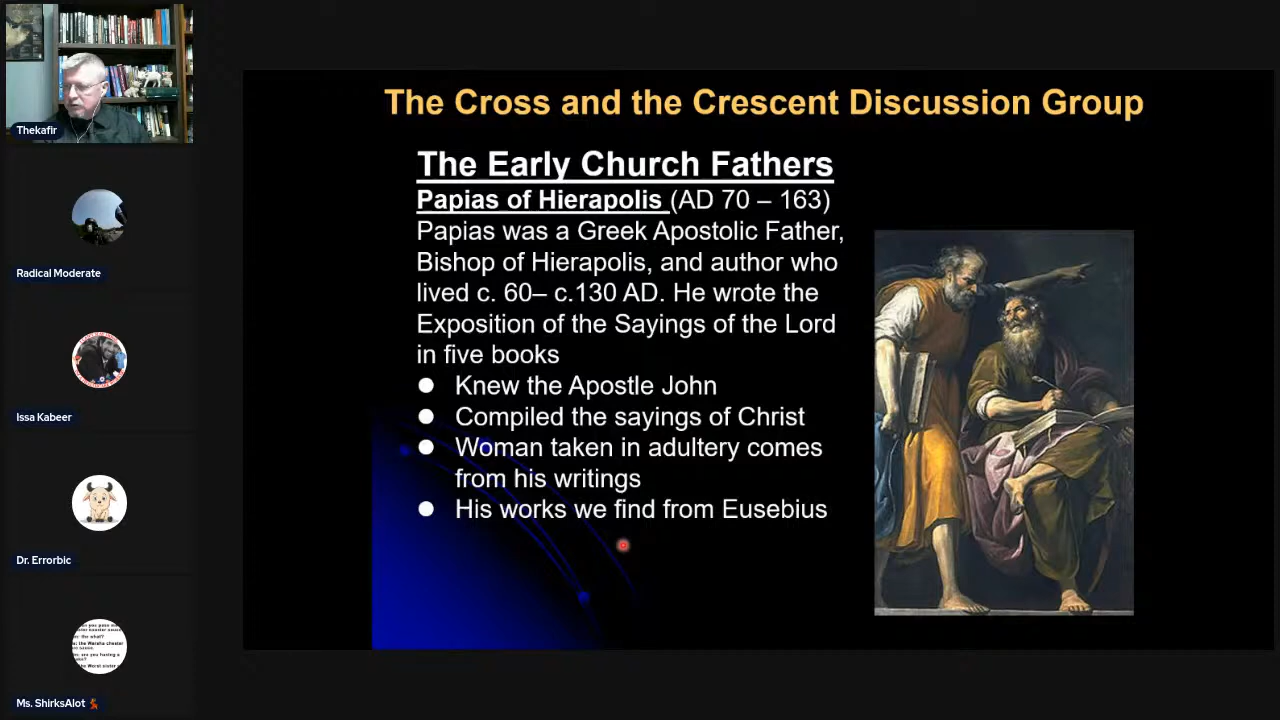 Thekafir
Radical Moderate
Issa Kabeer
Dr. Errorbic
Ms. ShirksAlot 💃
The Cross and the Crescent Discussion Group
The Early Church Fathers
Papias of Hierapolis (AD 70 – 163)
Papias was a Greek Apostolic Father,
Bishop of Hierapolis, and author who
lived c. 60– c.130 AD. He wrote the
Exposition of the Sayings of the Lord
in five books
● Knew the Apostle John
● Compiled the sayings of Christ
● Woman taken in adultery comes
from his writings
● His works we find from Eusebius